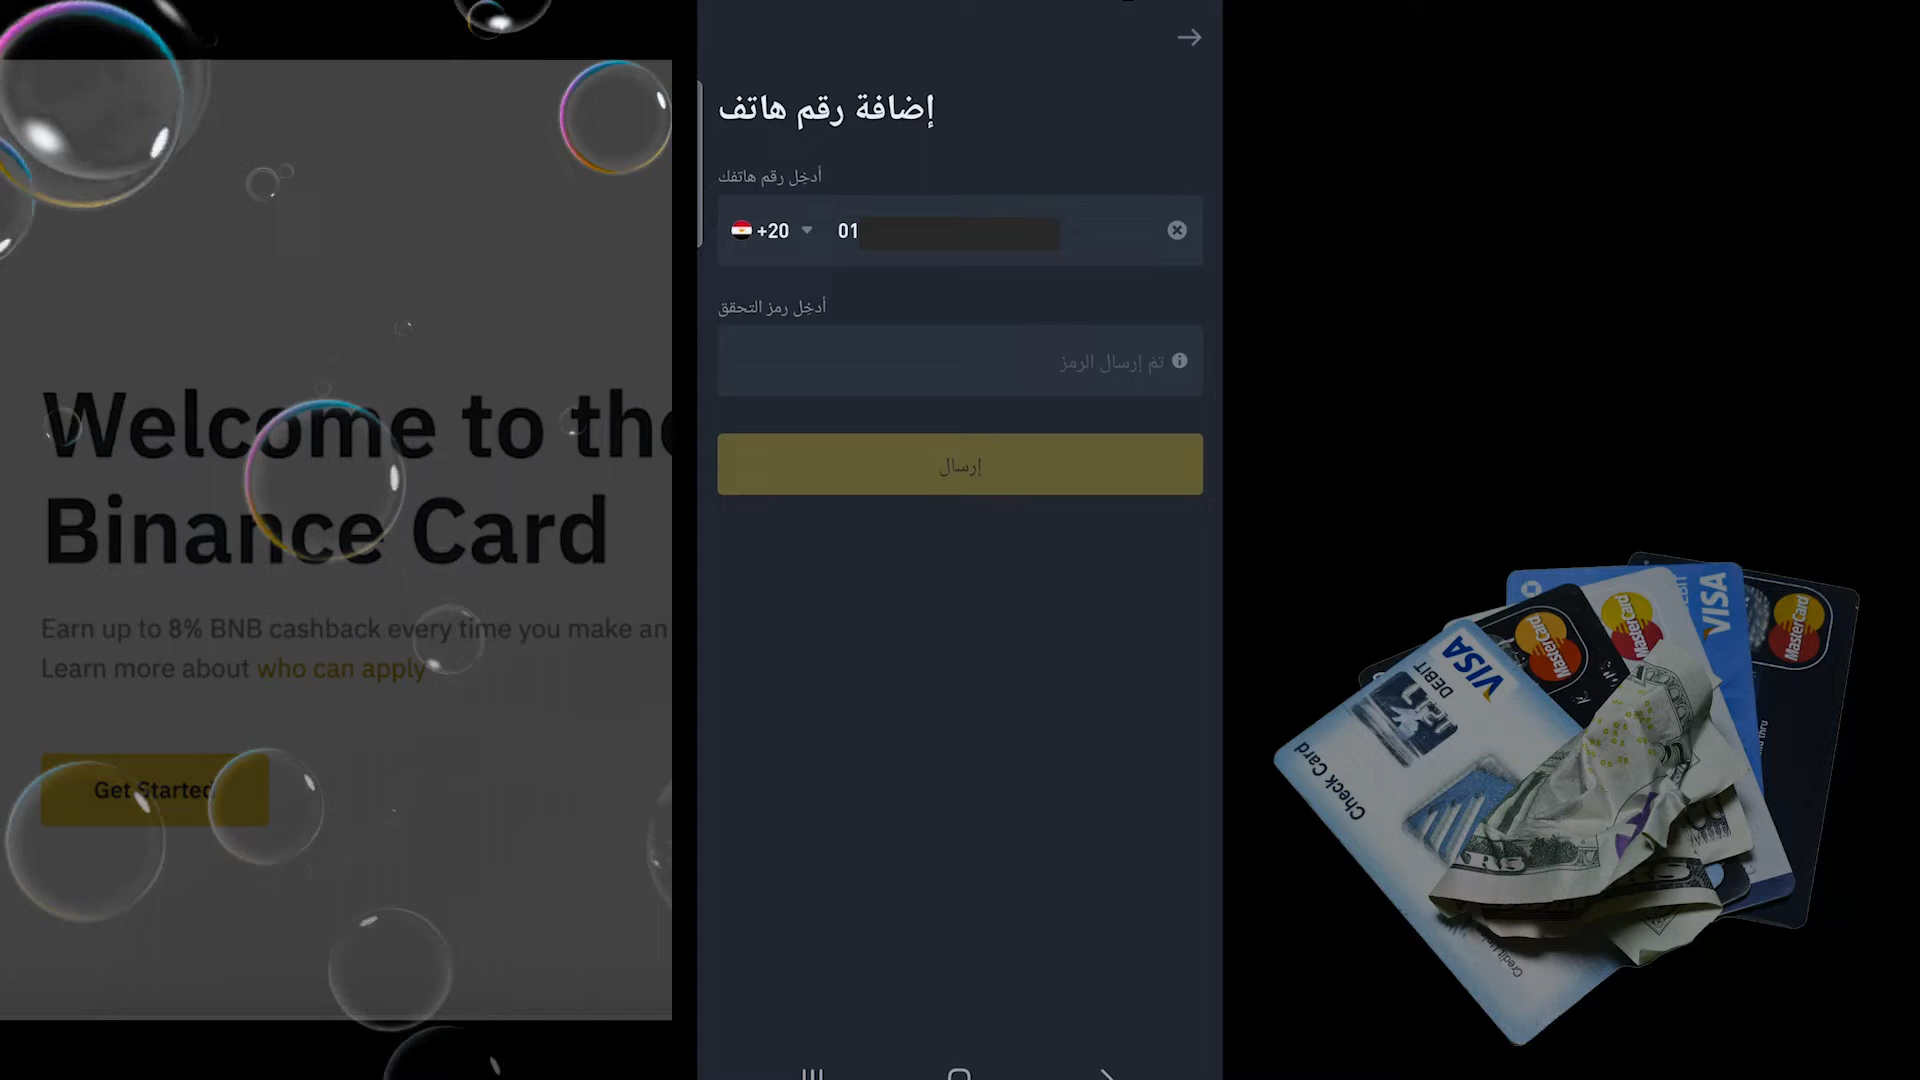 Welcome to the
Binance Card
Earn up to 8% BNB cashback every time you make an
Learn more about who can apply
Get Started
إضافة رقم هاتف
أدخِل رقم هاتفك
+20 01
أدخِل رمز التحقق
تمّ إرسال الرمز
إرسال
VISA
DEBIT
Check Card
MasterCard
MasterCard
VISA
MasterCard